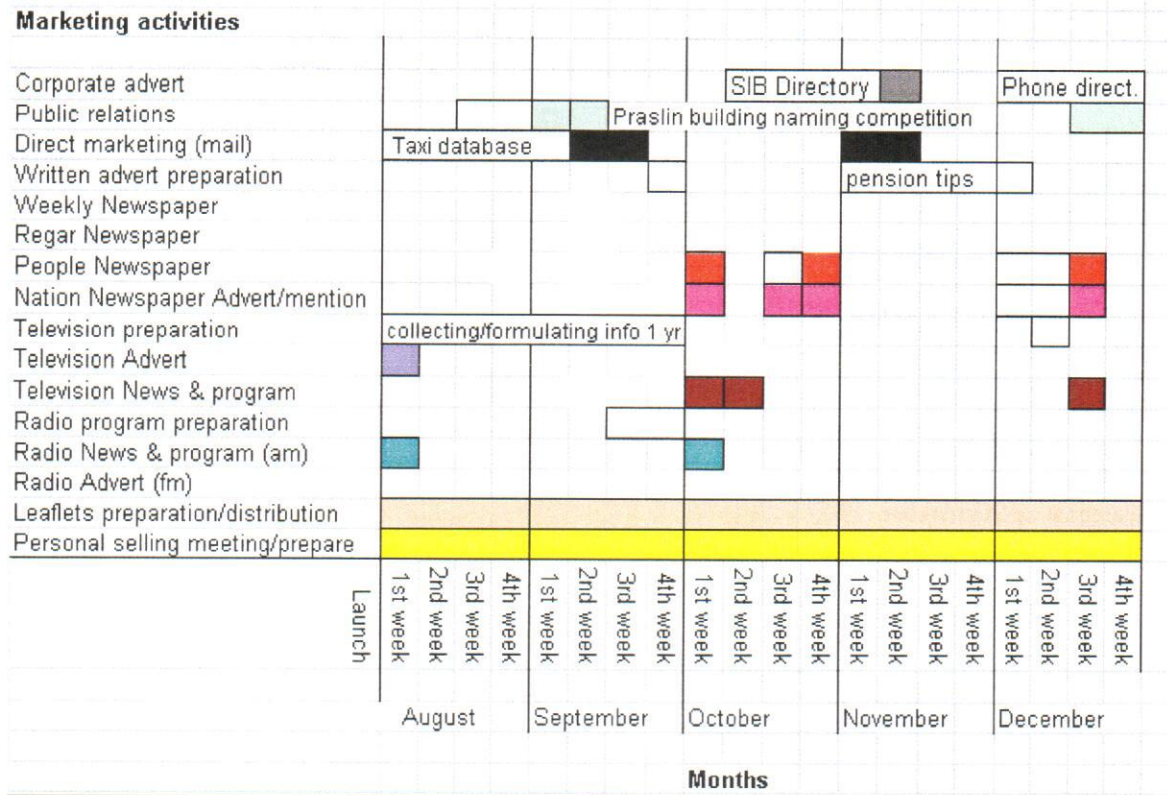 Marketing activities
Corporate advert SIB Directory Phone direct.
Public relations Praslin building naming competition
Direct marketing (mail) Taxi database
Written advert preparation pension tips
Weekly Newspaper
Regar Newspaper
People Newspaper
Nation Newspaper Advert/mention
Television preparation collecting/formulating info 1 yr
Television Advert
Television News & program
Radio program preparation
Radio News & program (am)
Radio Advert (fm)
Leaflets preparation/distribution
Personal selling meeting/prepare
Launch 1st week 2nd week 3rd week 4th week 1st week 2nd week 3rd week 4th week 1st week 2nd week 3rd week 4th week 1st week 2nd week 3rd week 4th week 1st week 2nd week 3rd week 4th week
August September October November December
Months